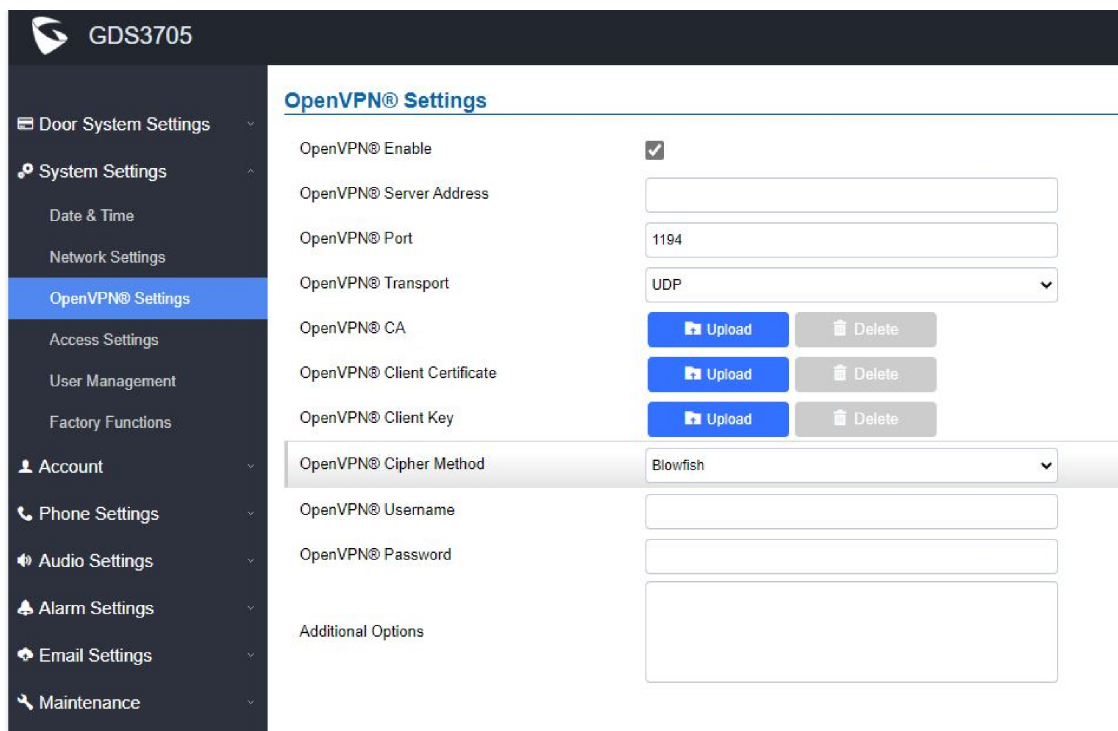 GDS3705
Door System Settings
System Settings
Date & Time
Network Settings
OpenVPN® Settings
Access Settings
User Management
Factory Functions
Account
Phone Settings
Audio Settings
Alarm Settings
Email Settings
Maintenance
OpenVPN® Settings
OpenVPN® Enable
OpenVPN® Server Address
OpenVPN® Port 1194
OpenVPN® Transport UDP
OpenVPN® CA Upload Delete
OpenVPN® Client Certificate Upload Delete
OpenVPN® Client Key Upload Delete
OpenVPN® Cipher Method Blowfish
OpenVPN® Username
OpenVPN® Password
Additional Options